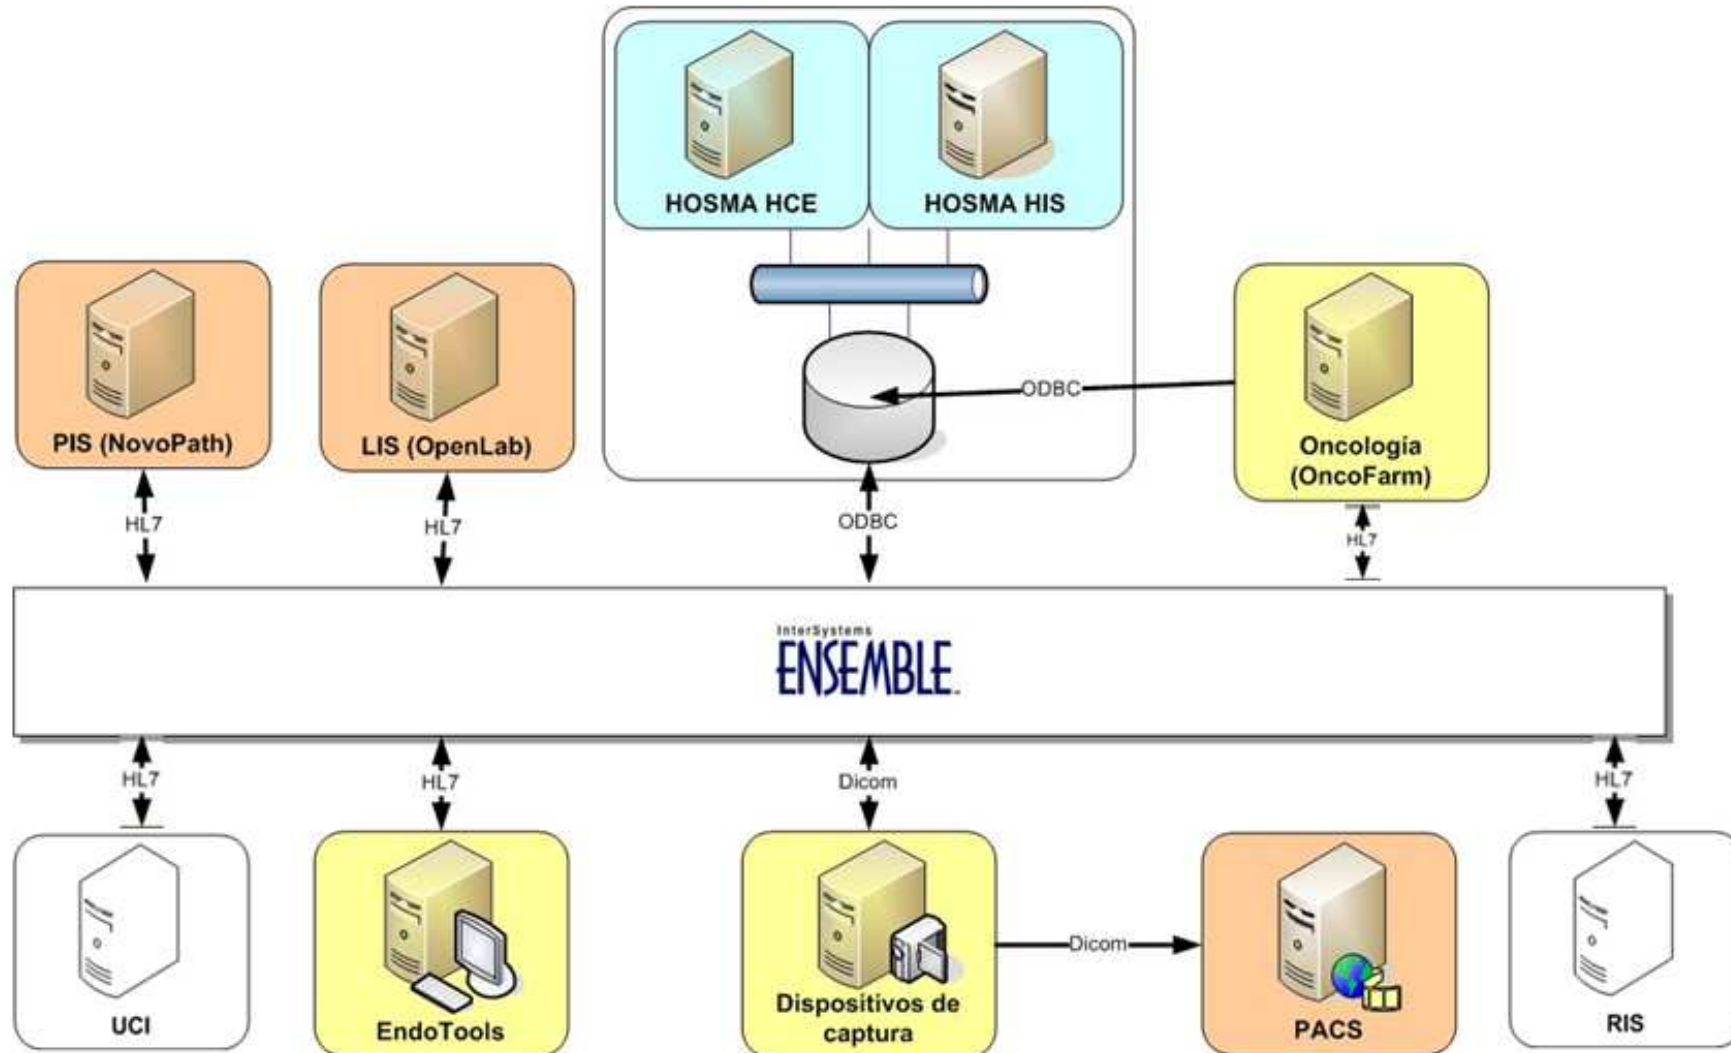 HOSMA HCE
HOSMA HIS
PIS (NovoPath)
LIS (OpenLab)
ODBC
Oncología
(OncoFarm)
HL7
HL7
ODBC
HL7
InterSystems
ENSEMBLE™
HL7
HL7
Dicom
HL7
UCI
EndoTools
Dispositivos de
captura
Dicom
PACS
RIS